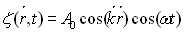 ζ(ṙ,t) = A₀ cos(k̇ṙ)cos(ωt)